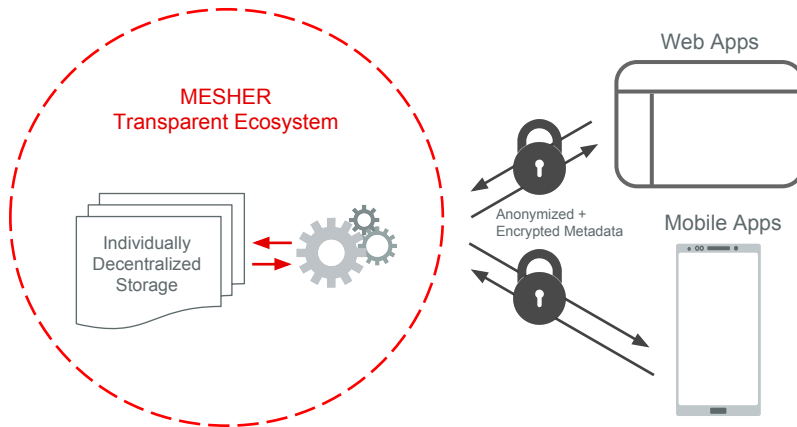 MESHER
Transparent Ecosystem
Individually
Decentralized
Storage
Web Apps
Anonymized +
Encrypted Metadata
Mobile Apps